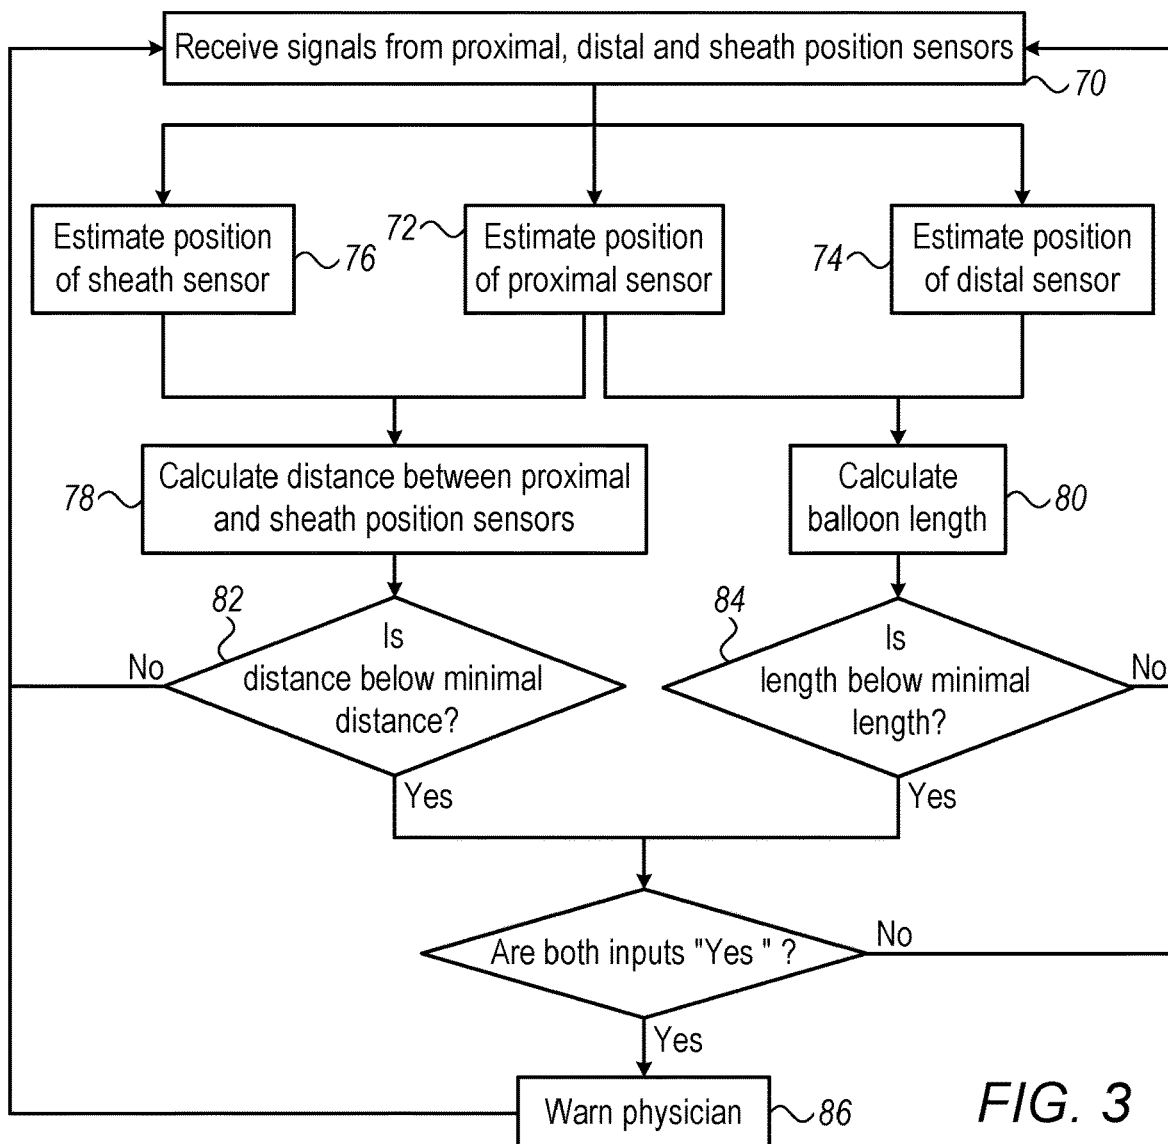 Receive signals from proximal, distal and sheath position sensors
70
Estimate position
of sheath sensor
76
72
Estimate position
of proximal sensor
74
Estimate position
of distal sensor
78
Calculate distance between proximal
and sheath position sensors
Calculate
balloon length
80
82
Is
distance below minimal
distance?
No
Yes
84
Is
length below minimal
length?
No
Yes
Are both inputs "Yes " ?
No
Yes
Warn physician
86
FIG. 3